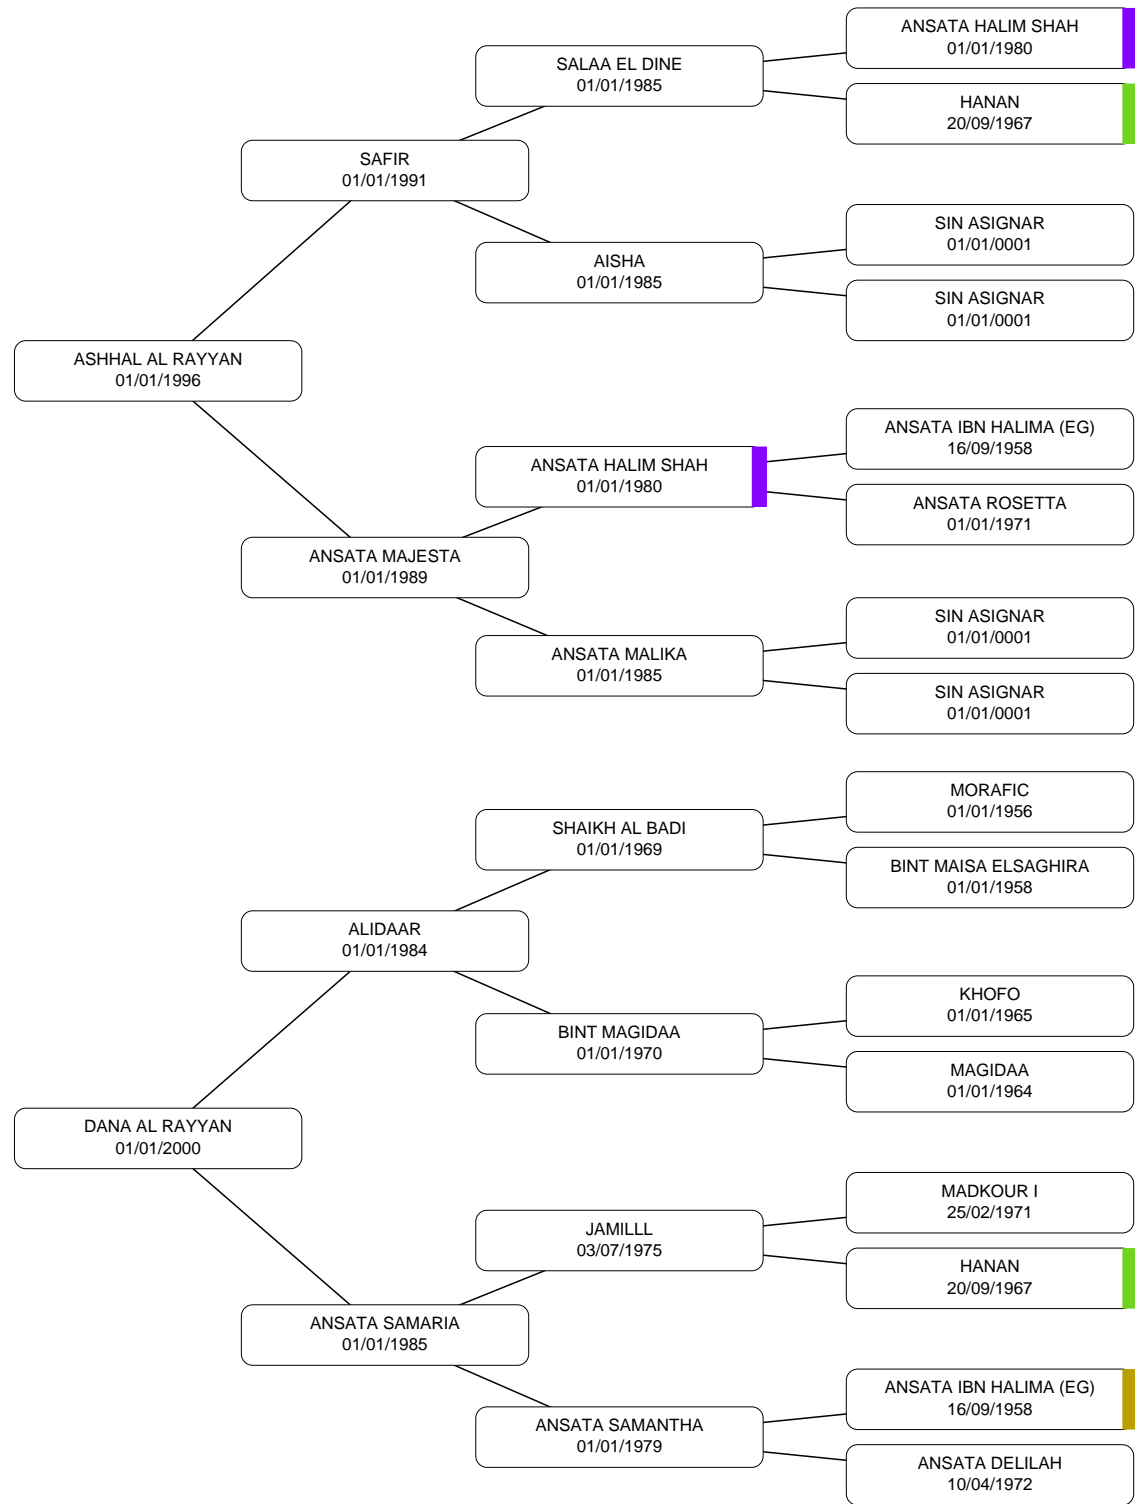 ANSATA HALIM SHAH
01/01/1980
SALAA EL DINE
01/01/1985
HANAN
20/09/1967
SAFIR
01/01/1991
SIN ASIGNAR
01/01/0001
AISHA
01/01/1985
SIN ASIGNAR
01/01/0001
ASHHAL AL RAYYAN
01/01/1996
ANSATA IBN HALIMA (EG)
16/09/1958
ANSATA HALIM SHAH
01/01/1980
ANSATA ROSETTA
01/01/1971
ANSATA MAJESTA
01/01/1989
SIN ASIGNAR
01/01/0001
ANSATA MALIKA
01/01/1985
SIN ASIGNAR
01/01/0001
MORAFIC
01/01/1956
SHAIKH AL BADI
01/01/1969
BINT MAISA ELSAGHIRA
01/01/1958
ALIDAAR
01/01/1984
KHOFO
01/01/1965
BINT MAGIDAA
01/01/1970
MAGIDAA
01/01/1964
DANA AL RAYYAN
01/01/2000
MADKOUR I
25/02/1971
JAMILLL
03/07/1975
HANAN
20/09/1967
ANSATA SAMARIA
01/01/1985
ANSATA IBN HALIMA (EG)
16/09/1958
ANSATA SAMANTHA
01/01/1979
ANSATA DELILAH
10/04/1972